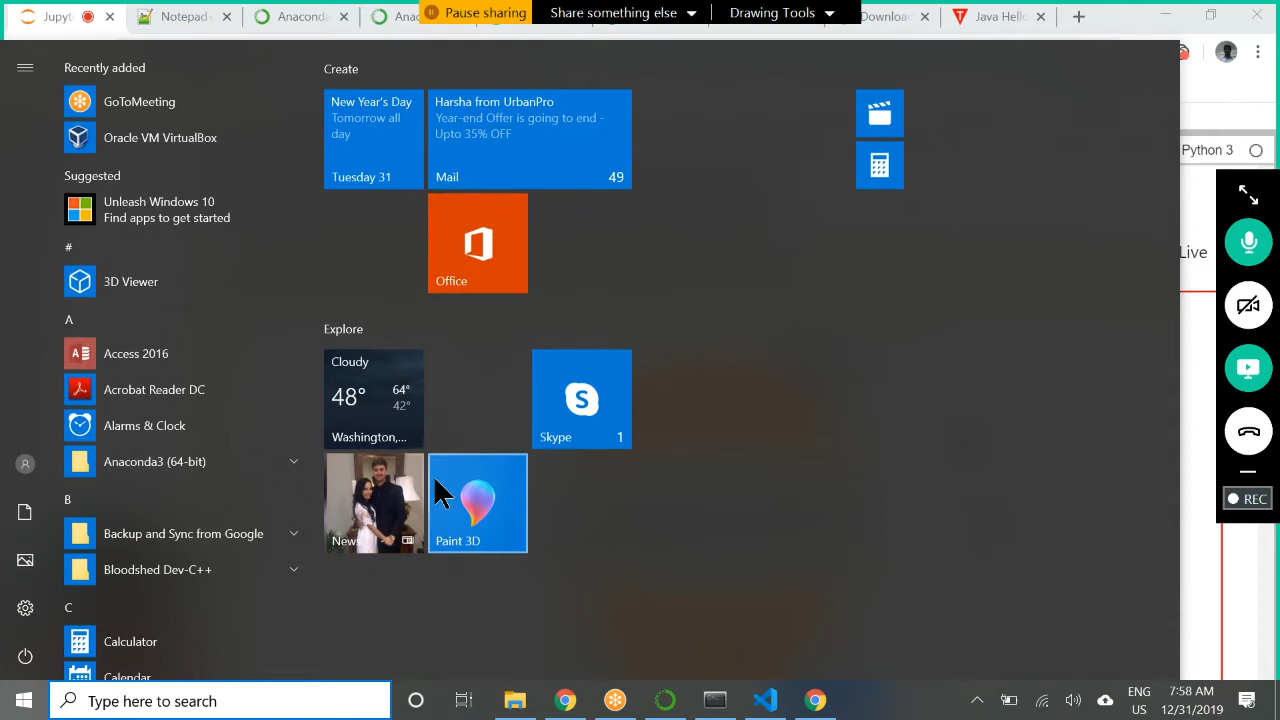 Jupyt
Notepad
Anaconda
Ana
Pause sharing
Share something else
Drawing Tools
Downloa
Java Hello
Recently added
GoToMeeting
Oracle VM VirtualBox
Suggested
Unleash Windows 10
Find apps to get started
#
3D Viewer
A
Access 2016
Acrobat Reader DC
Alarms & Clock
Anaconda3 (64-bit)
B
Backup and Sync from Google
Bloodshed Dev-C++
C
Calculator
Calendar
Create
New Year's Day
Tomorrow all
day
Tuesday 31
Harsha from UrbanPro
Year-end Offer is going to end -
Upto 35% OFF
Mail
49
Office
Explore
Cloudy
48°
64°
42°
Washington,...
Skype
1
News
Paint 3D
Python 3
Live
REC
Type here to search
ENG
US
7:58 AM
12/31/2019